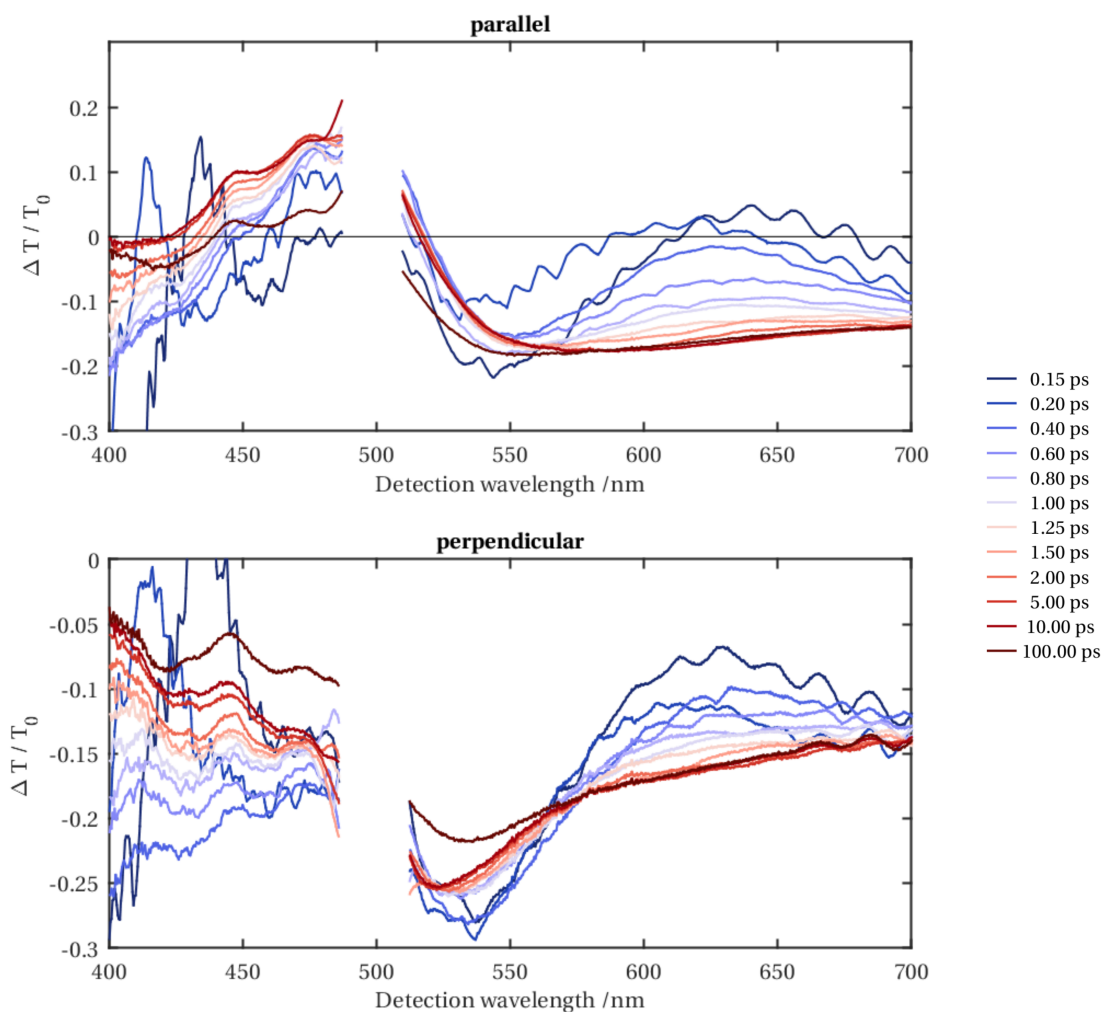 parallel
0.2
0.1
0
-0.1
-0.2
-0.3
Δ T / T0
400 450 500 550 600 650 700
Detection wavelength /nm
perpendicular
0
-0.05
-0.1
-0.15
-0.2
-0.25
-0.3
Δ T / T0
400 450 500 550 600 650 700
Detection wavelength /nm
0.15 ps
0.20 ps
0.40 ps
0.60 ps
0.80 ps
1.00 ps
1.25 ps
1.50 ps
2.00 ps
5.00 ps
10.00 ps
100.00 ps